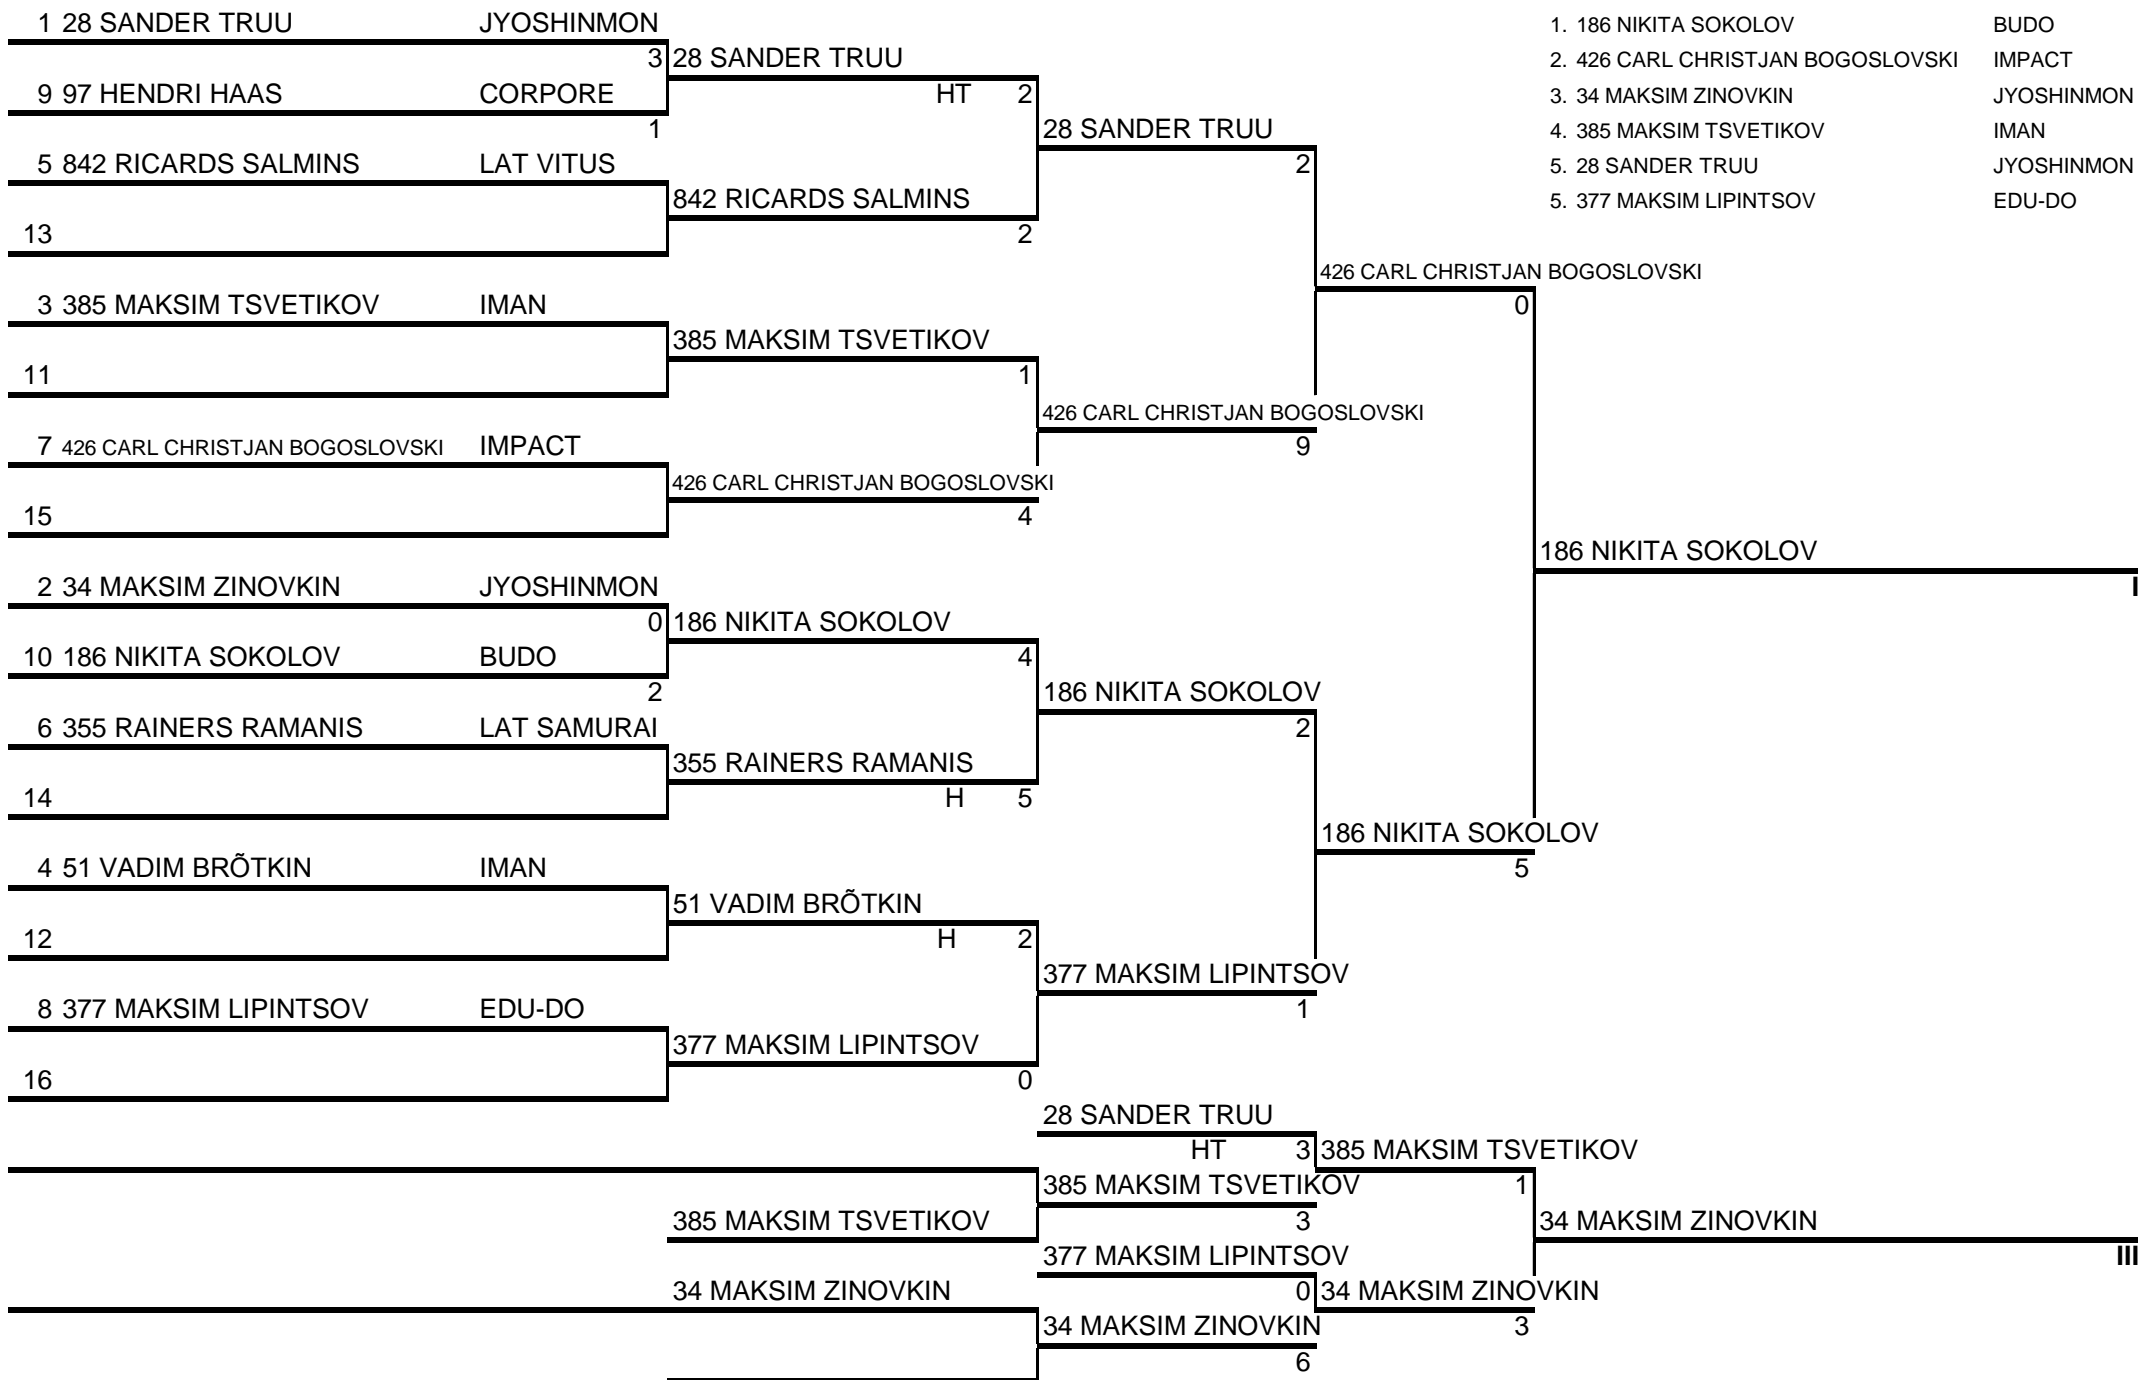 1 28 SANDER TRUU JYOSHINMON
3
9 97 HENDRI HAAS CORPORE
1
5 842 RICARDS SALMINS LAT VITUS
13
3 385 MAKSIM TSVETIKOV IMAN
11
7 426 CARL CHRISTJAN BOGOSLOVSKI IMPACT
15
2 34 MAKSIM ZINOVKIN JYOSHINMON
0
10 186 NIKITA SOKOLOV BUDO
2
6 355 RAINERS RAMANIS LAT SAMURAI
14
4 51 VADIM BRÕTKIN IMAN
12
8 377 MAKSIM LIPINTSOV EDU-DO
16
28 SANDER TRUU
HT 2
842 RICARDS SALMINS
2
385 MAKSIM TSVETIKOV
1
426 CARL CHRISTJAN BOGOSLOVSKI
4
186 NIKITA SOKOLOV
4
355 RAINERS RAMANIS
H 5
51 VADIM BRÕTKIN
H 2
377 MAKSIM LIPINTSOV
0
28 SANDER TRUU
2
426 CARL CHRISTJAN BOGOSLOVSKI
9
186 NIKITA SOKOLOV
2
377 MAKSIM LIPINTSOV
1
426 CARL CHRISTJAN BOGOSLOVSKI
0
186 NIKITA SOKOLOV
5
186 NIKITA SOKOLOV
I
1. 186 NIKITA SOKOLOV BUDO
2. 426 CARL CHRISTJAN BOGOSLOVSKI IMPACT
3. 34 MAKSIM ZINOVKIN JYOSHINMON
4. 385 MAKSIM TSVETIKOV IMAN
5. 28 SANDER TRUU JYOSHINMON
5. 377 MAKSIM LIPINTSOV EDU-DO
28 SANDER TRUU
HT 3
385 MAKSIM TSVETIKOV
385 MAKSIM TSVETIKOV
3
385 MAKSIM TSVETIKOV
1
377 MAKSIM LIPINTSOV
0
34 MAKSIM ZINOVKIN
34 MAKSIM ZINOVKIN
6
34 MAKSIM ZINOVKIN
3
34 MAKSIM ZINOVKIN
III